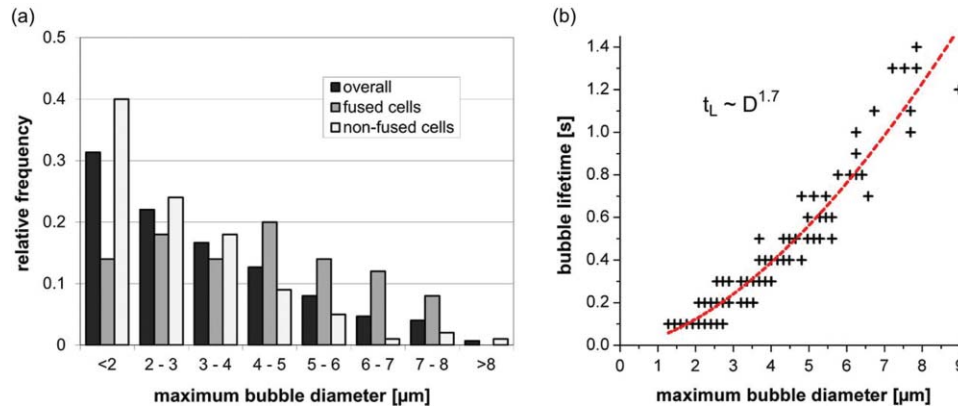 (a)
0.5
0.4
0.3
0.2
0.1
0
relative frequency
overall
fused cells
non-fused cells
<2 2 - 3 3 - 4 4 - 5 5 - 6 6 - 7 7 - 8 >8
maximum bubble diameter [µm]
(b)
1.4
1.2
1.0
0.8
0.6
0.4
0.2
0.0
bubble lifetime [s]
t_L ~ D^1.7
0 1 2 3 4 5 6 7 8 9
maximum bubble diameter [µm]